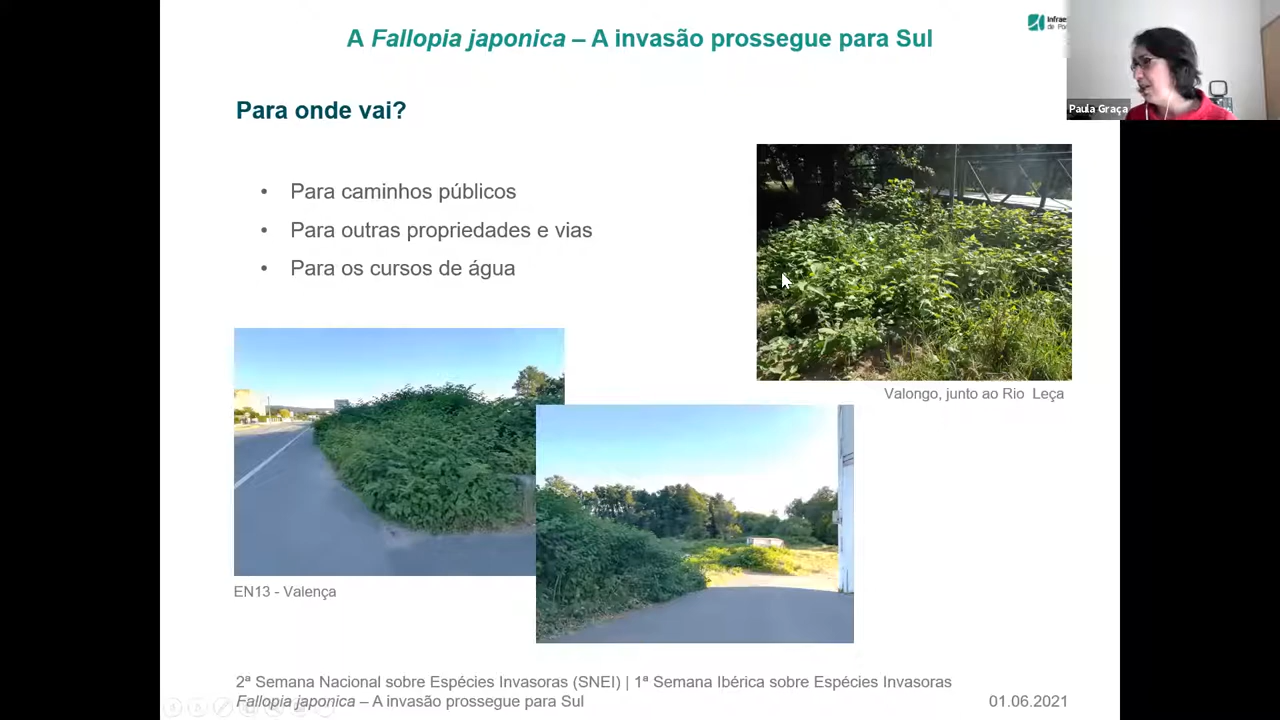 A Fallopia japonica – A invasão prossegue para Sul
Paula Graça
Para onde vai?
• Para caminhos públicos
• Para outras propriedades e vias
• Para os cursos de água
Valongo, junto ao Rio Leça
EN13 - Valença
2ª Semana Nacional sobre Espécies Invasoras (SNEI) | 1ª Semana Ibérica sobre Espécies Invasoras
Fallopia japonica – A invasão prossegue para Sul
01.06.2021